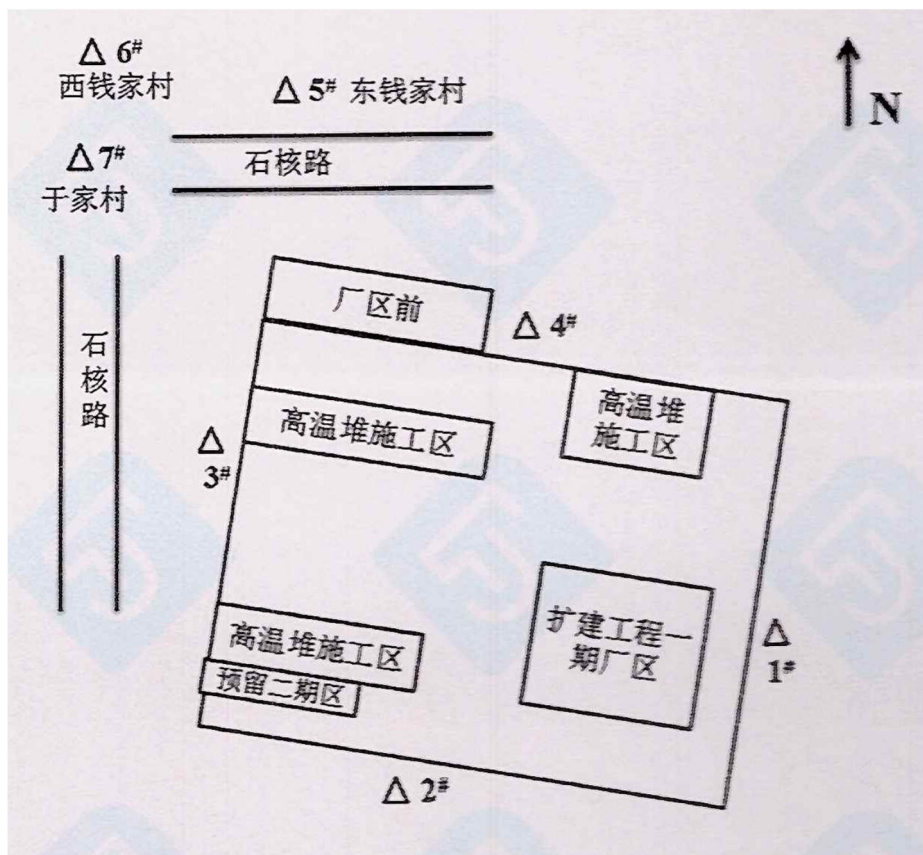 △ 6#
西钱家村
△ 5# 东钱家村
N
石核路
△ 7#
于家村
厂区前
△ 4#
石
核
路
高温堆
施工区
高温堆施工区
△
3#
扩建工程一
期厂区
△
1#
高温堆施工区
预留二期区
△ 2#